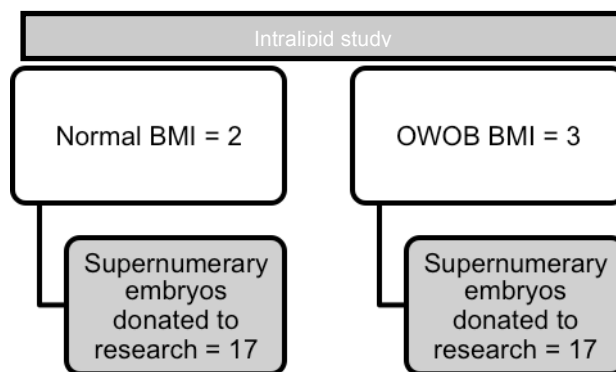 Intralipid study
Normal BMI = 2
OWOB BMI = 3
Supernumerary
embryos
donated to
research = 17
Supernumerary
embryos
donated to
research = 17